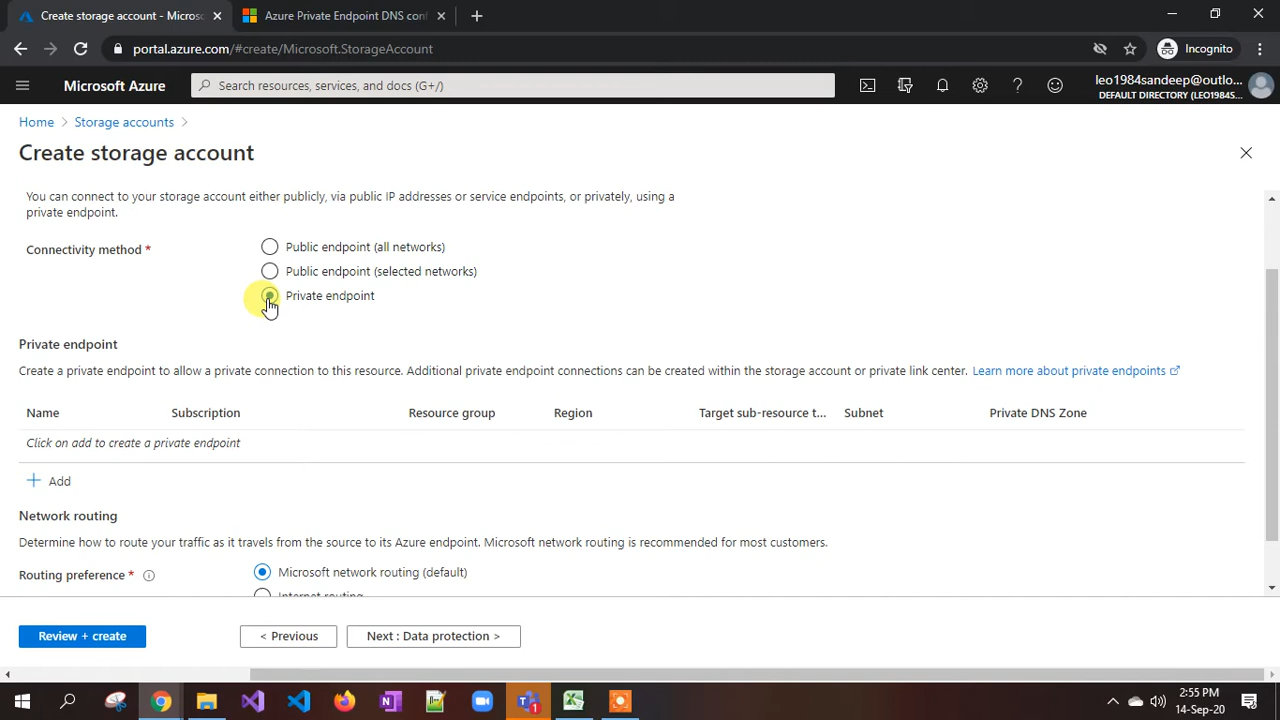 Create storage account - Microso
Azure Private Endpoint DNS conf
portal.azure.com/#create/Microsoft.StorageAccount
Incognito
Microsoft Azure
Search resources, services, and docs (G+/)
leo1984sandeep@outlo...
DEFAULT DIRECTORY (LEO1984S...
Home > Storage accounts >
Create storage account
You can connect to your storage account either publicly, via public IP addresses or service endpoints, or privately, using a
private endpoint.
Connectivity method *
Public endpoint (all networks)
Public endpoint (selected networks)
Private endpoint
Private endpoint
Create a private endpoint to allow a private connection to this resource. Additional private endpoint connections can be created within the storage account or private link center. Learn more about private endpoints
Name Subscription Resource group Region Target sub-resource t... Subnet Private DNS Zone
Click on add to create a private endpoint
+ Add
Network routing
Determine how to route your traffic as it travels from the source to its Azure endpoint. Microsoft network routing is recommended for most customers.
Routing preference *
Microsoft network routing (default)
Internet routing
Review + create
< Previous
Next : Data protection >
2:55 PM
14-Sep-20